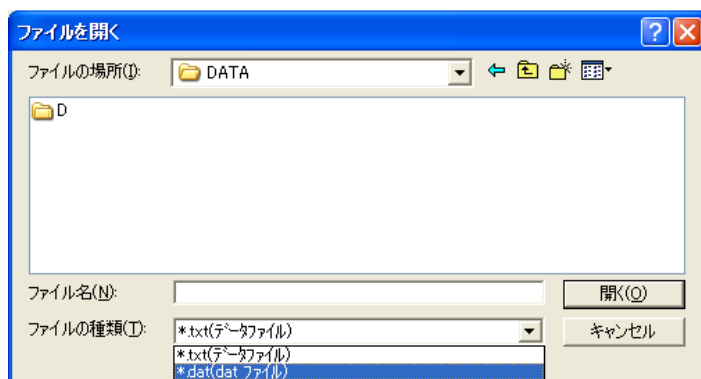 ファイルを開く
ファイルの場所(I): DATA
D
ファイル名(N): 開く(O)
ファイルの種類(T): *.txt(データファイル) キャンセル
*.txt(データファイル)
*.dat(dat ファイル)